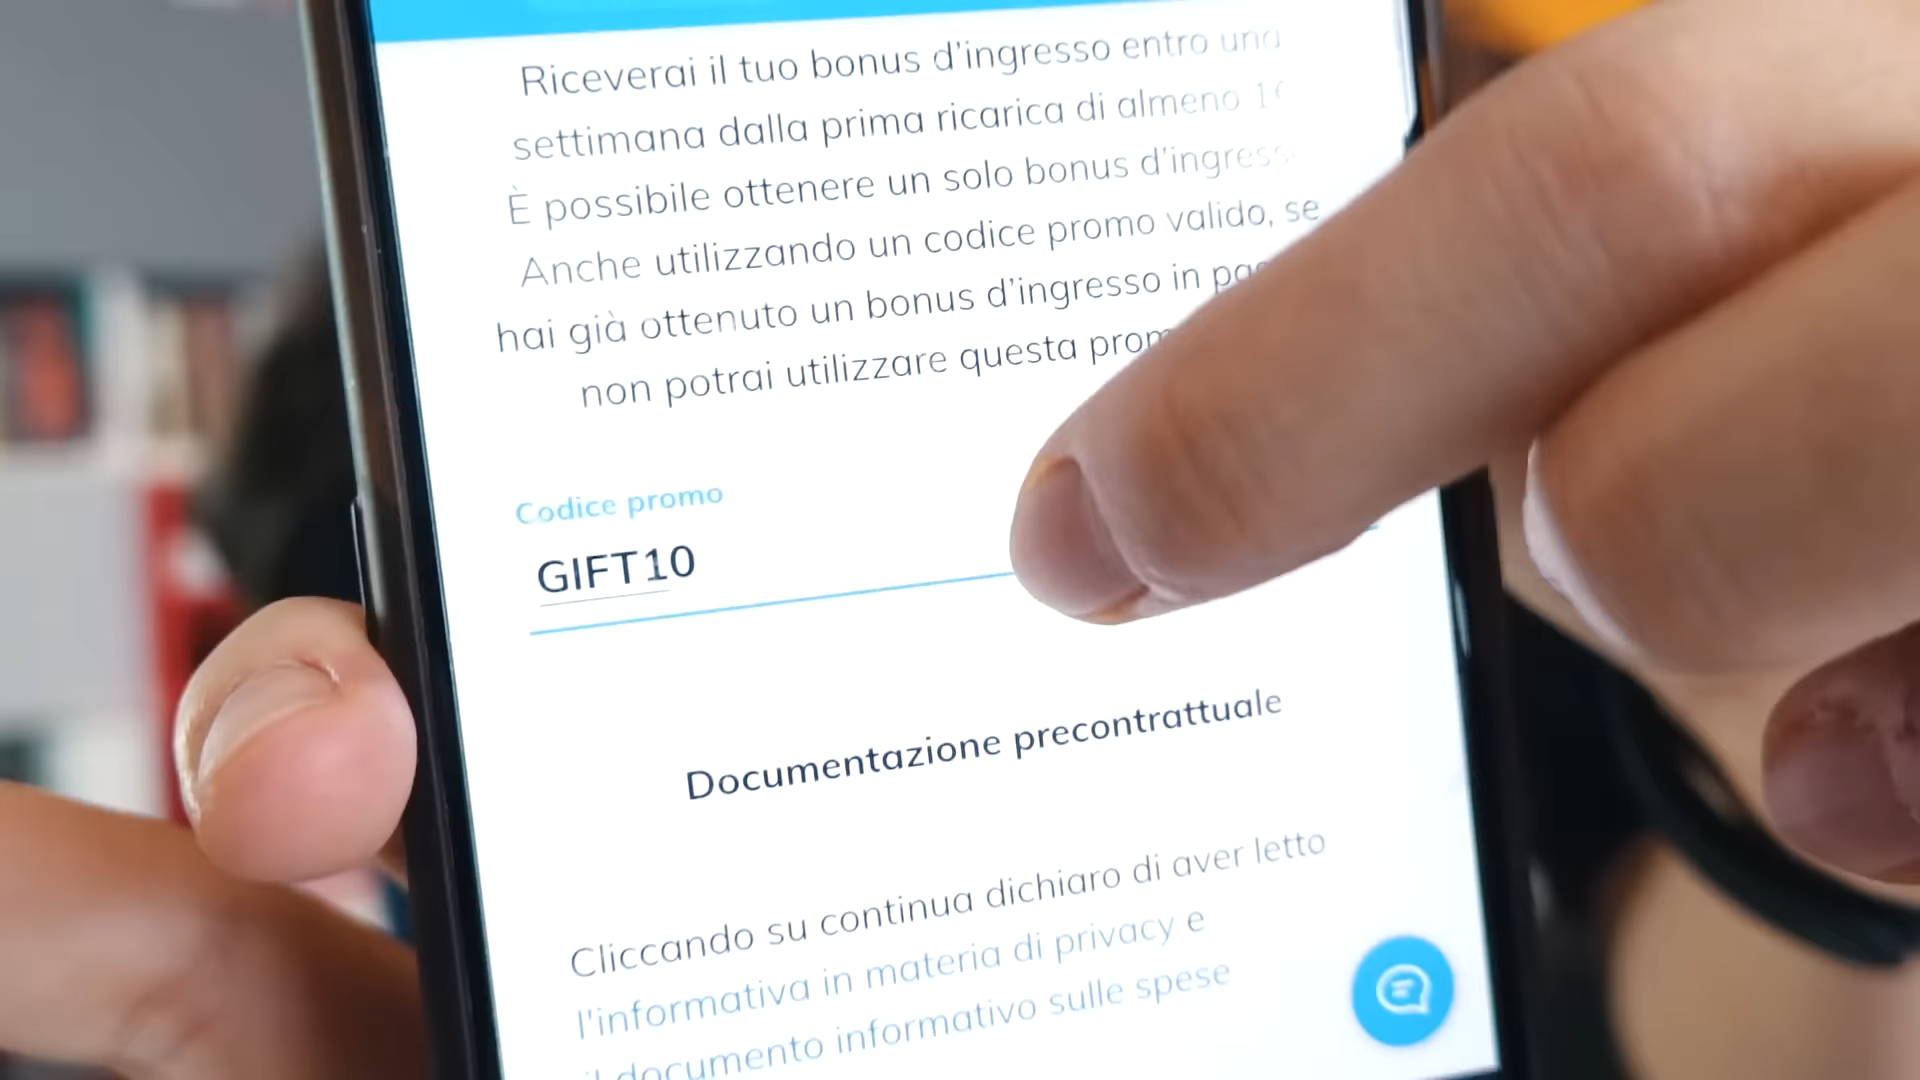 Riceverai il tuo bonus d'ingresso entro una
settimana dalla prima ricarica di almeno
È possibile ottenere un solo bonus
Anche utilizzando un codice promo valido, se
hai già ottenuto un bonus d'ingresso in
non potrai utilizzare questa
Codice promo
GIFT10
Documentazione precontrattuale
Cliccando su continua dichiaro di aver letto
l'informativa in materia di privacy e
documento informativo sulle spese